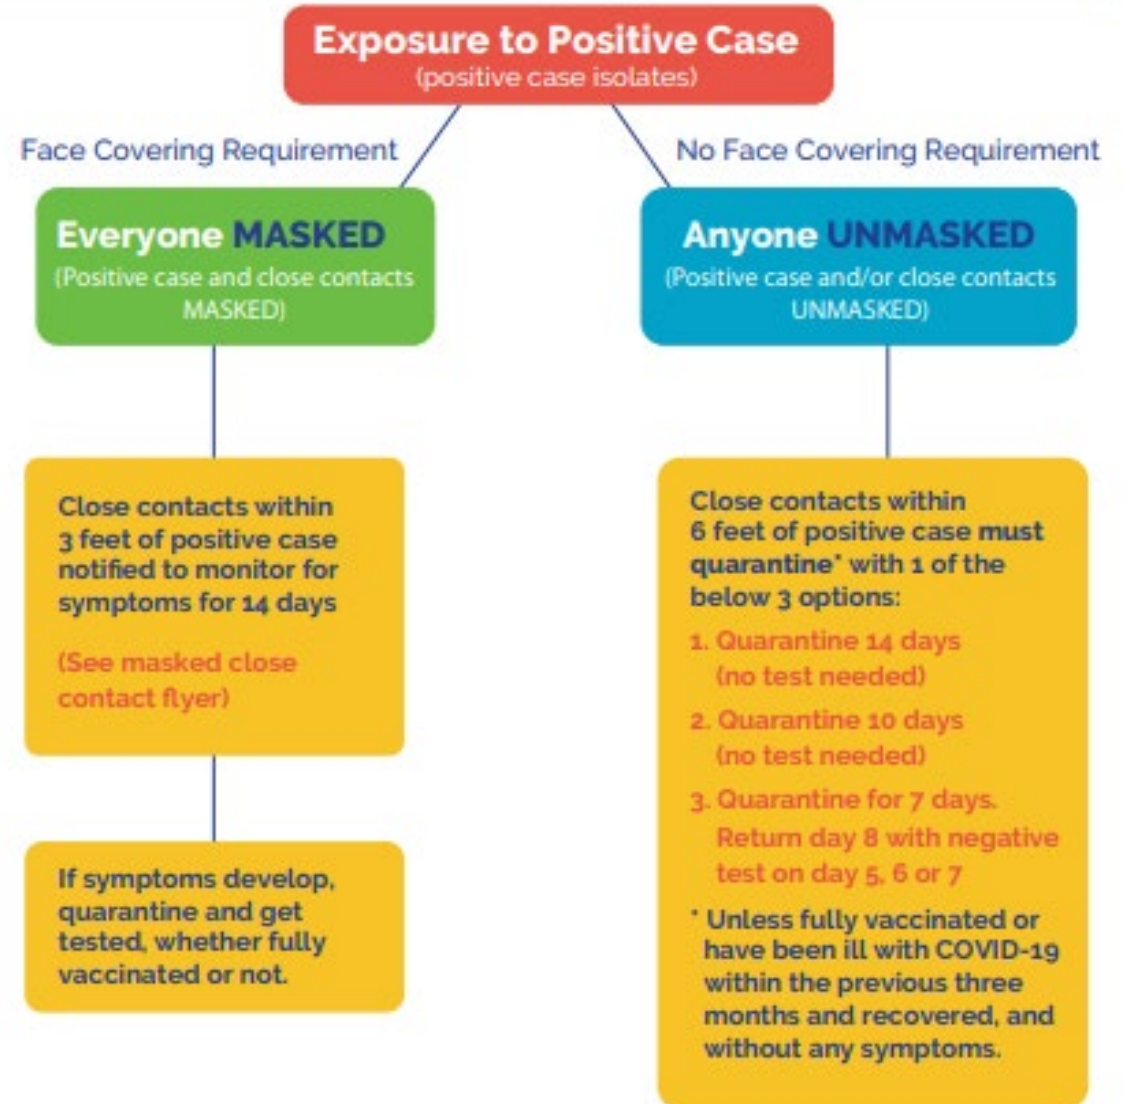 Exposure to Positive Case
(positive case isolates)
Face Covering Requirement
No Face Covering Requirement
Everyone MASKED
(Positive case and close contacts
MASKED)
Anyone UNMASKED
(Positive case and/or close contacts
UNMASKED)
Close contacts within
3 feet of positive case
notified to monitor for
symptoms for 14 days
(See masked close
contact flyer)
If symptoms develop,
quarantine and get
tested, whether fully
vaccinated or not.
Close contacts within
6 feet of positive case must
quarantine* with 1 of the
below 3 options:
1. Quarantine 14 days
(no test needed)
2. Quarantine 10 days
(no test needed)
3. Quarantine for 7 days.
Return day 8 with negative
test on day 5, 6 or 7
* Unless fully vaccinated or
have been ill with COVID-19
within the previous three
months and recovered, and
without any symptoms.